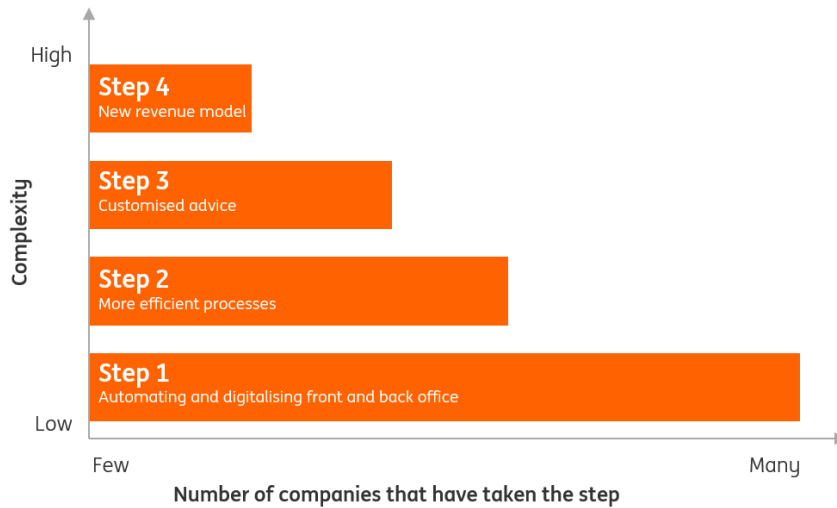 High
Step 4
New revenue model
Step 3
Customised advice
Complexity
Step 2
More efficient processes
Step 1
Automating and digitalising front and back office
Low
Few
Many
Number of companies that have taken the step